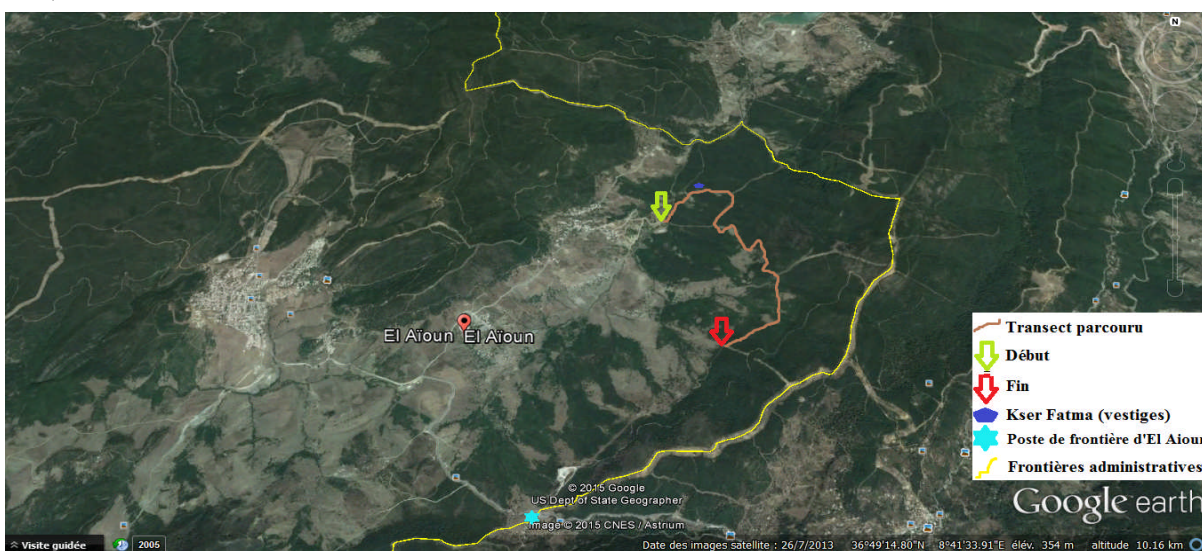 N
El Aïoun El Aïoun
Transect parcouru
Début
Fin
Kser Fatma (vestiges)
Poste de frontière d'El Aioun
Frontières administratives
© 2015 Google
US Dept of State Geographer
Image © 2015 CNES / Astrium
Google earth
Visite guidée
2005
Date des images satellite : 26/7/2013 36°49'14.80"N 8°41'33.91"E élév. 354 m altitude 10.16 km